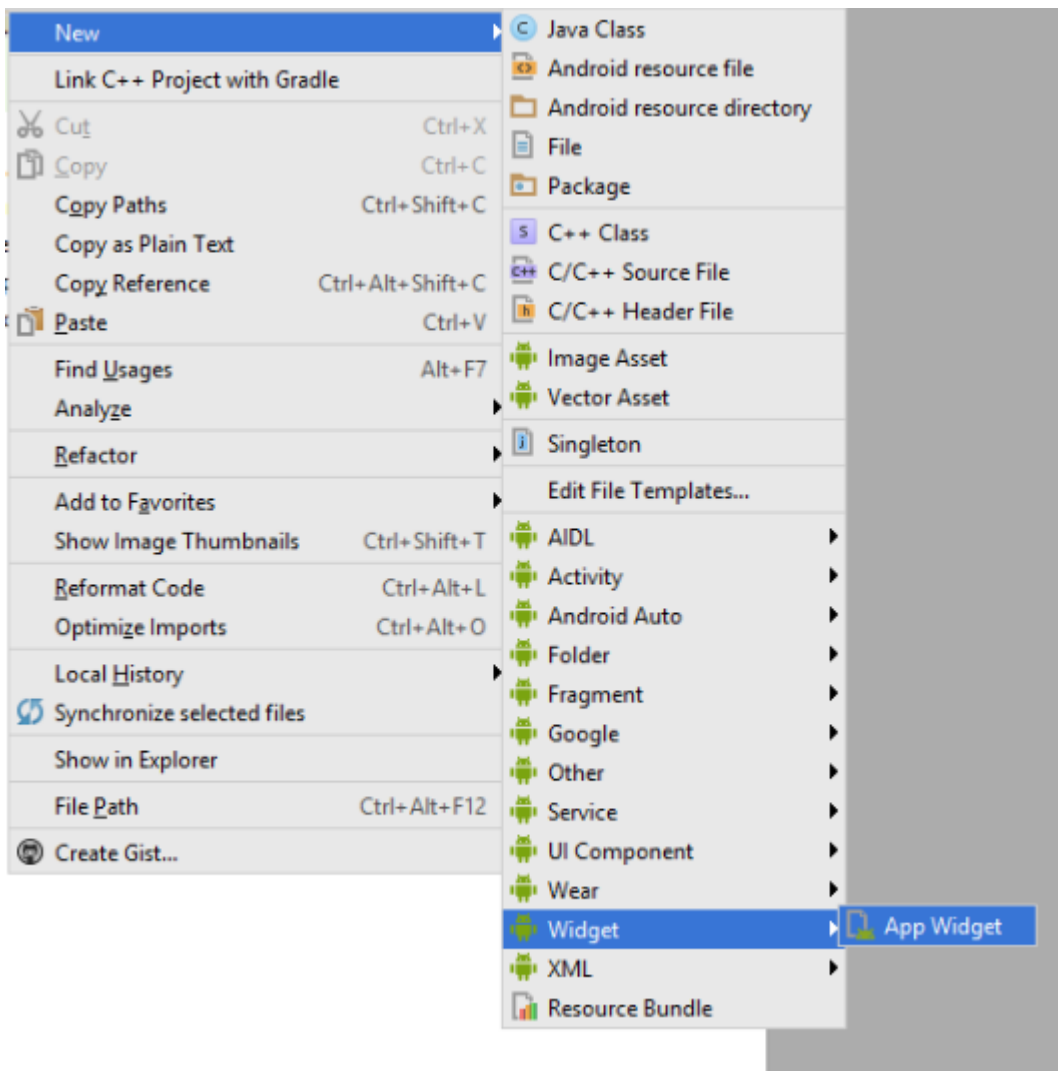 New
Link C++ Project with Gradle
Cut Ctrl+X
Copy Ctrl+C
Copy Paths Ctrl+Shift+C
Copy as Plain Text
Copy Reference Ctrl+Alt+Shift+C
Paste Ctrl+V
Find Usages Alt+F7
Analyze
Refactor
Add to Favorites
Show Image Thumbnails Ctrl+Shift+T
Reformat Code Ctrl+Alt+L
Optimize Imports Ctrl+Alt+O
Local History
Synchronize selected files
Show in Explorer
File Path Ctrl+Alt+F12
Create Gist...
C Java Class
Android resource file
Android resource directory
File
Package
S C++ Class
C++ C/C++ Source File
h C/C++ Header File
Image Asset
Vector Asset
J Singleton
Edit File Templates...
AIDL
Activity
Android Auto
Folder
Fragment
Google
Other
Service
UI Component
Wear
Widget
XML
Resource Bundle
App Widget